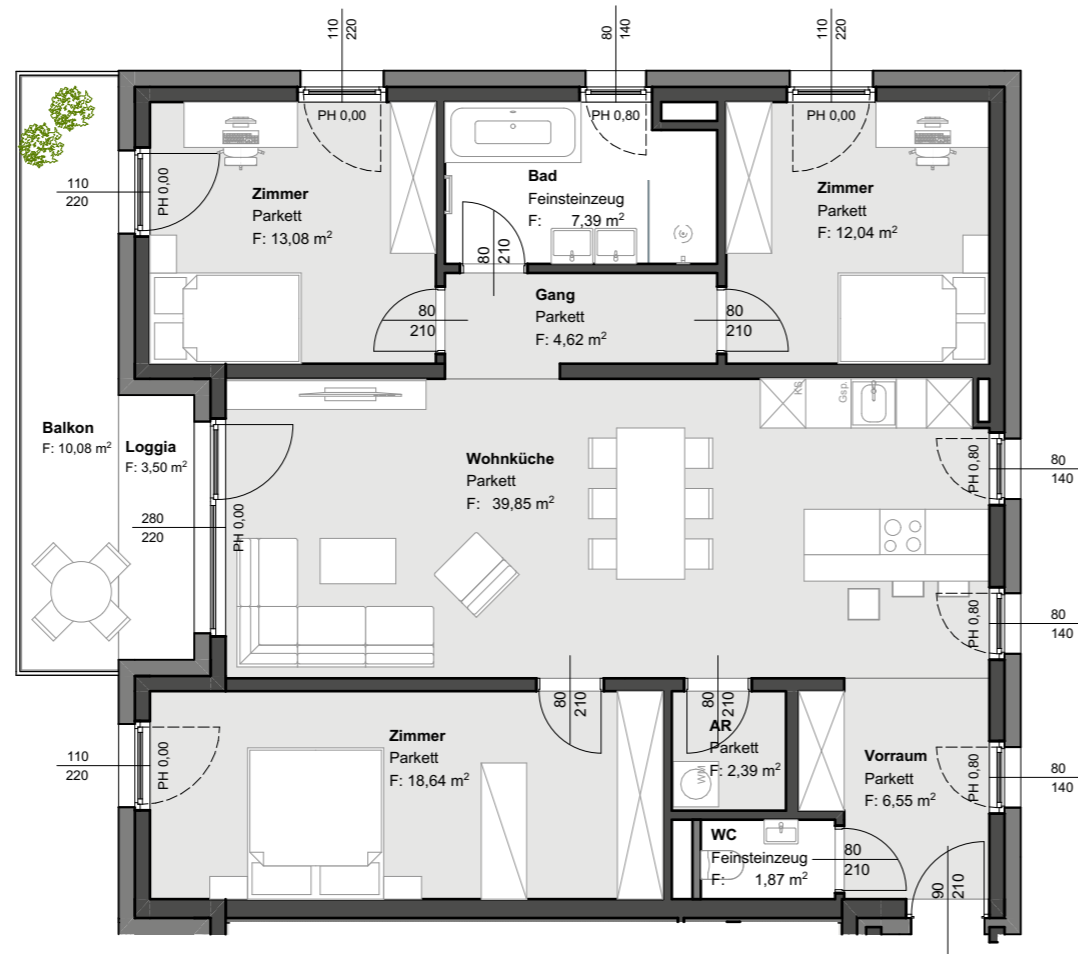 110
220
80
140
110
220
PH 0,00
PH 0,80
PH 0,00
110
220
PH 0,00
Zimmer
Parkett
F: 13,08 m²
Bad
Feinsteinzeug
F: 7,39 m²
80
210
Zimmer
Parkett
F: 12,04 m²
Gang
Parkett
F: 4,62 m²
80
210
80
210
KS
Gsp.
Balkon
F: 10,08 m²
Loggia
F: 3,50 m²
Wohnküche
Parkett
F: 39,85 m²
PH 0,80
80
140
280
220
PH 0,00
PH 0,80
80
140
80
210
80
210
Zimmer
Parkett
F: 18,64 m²
AR
Parkett
F: 2,39 m²
WM
Vorraum
Parkett
F: 6,55 m²
110
220
PH 0,00
PH 0,80
80
140
WC
Feinsteinzeug
F: 1,87 m²
80
210
90
210